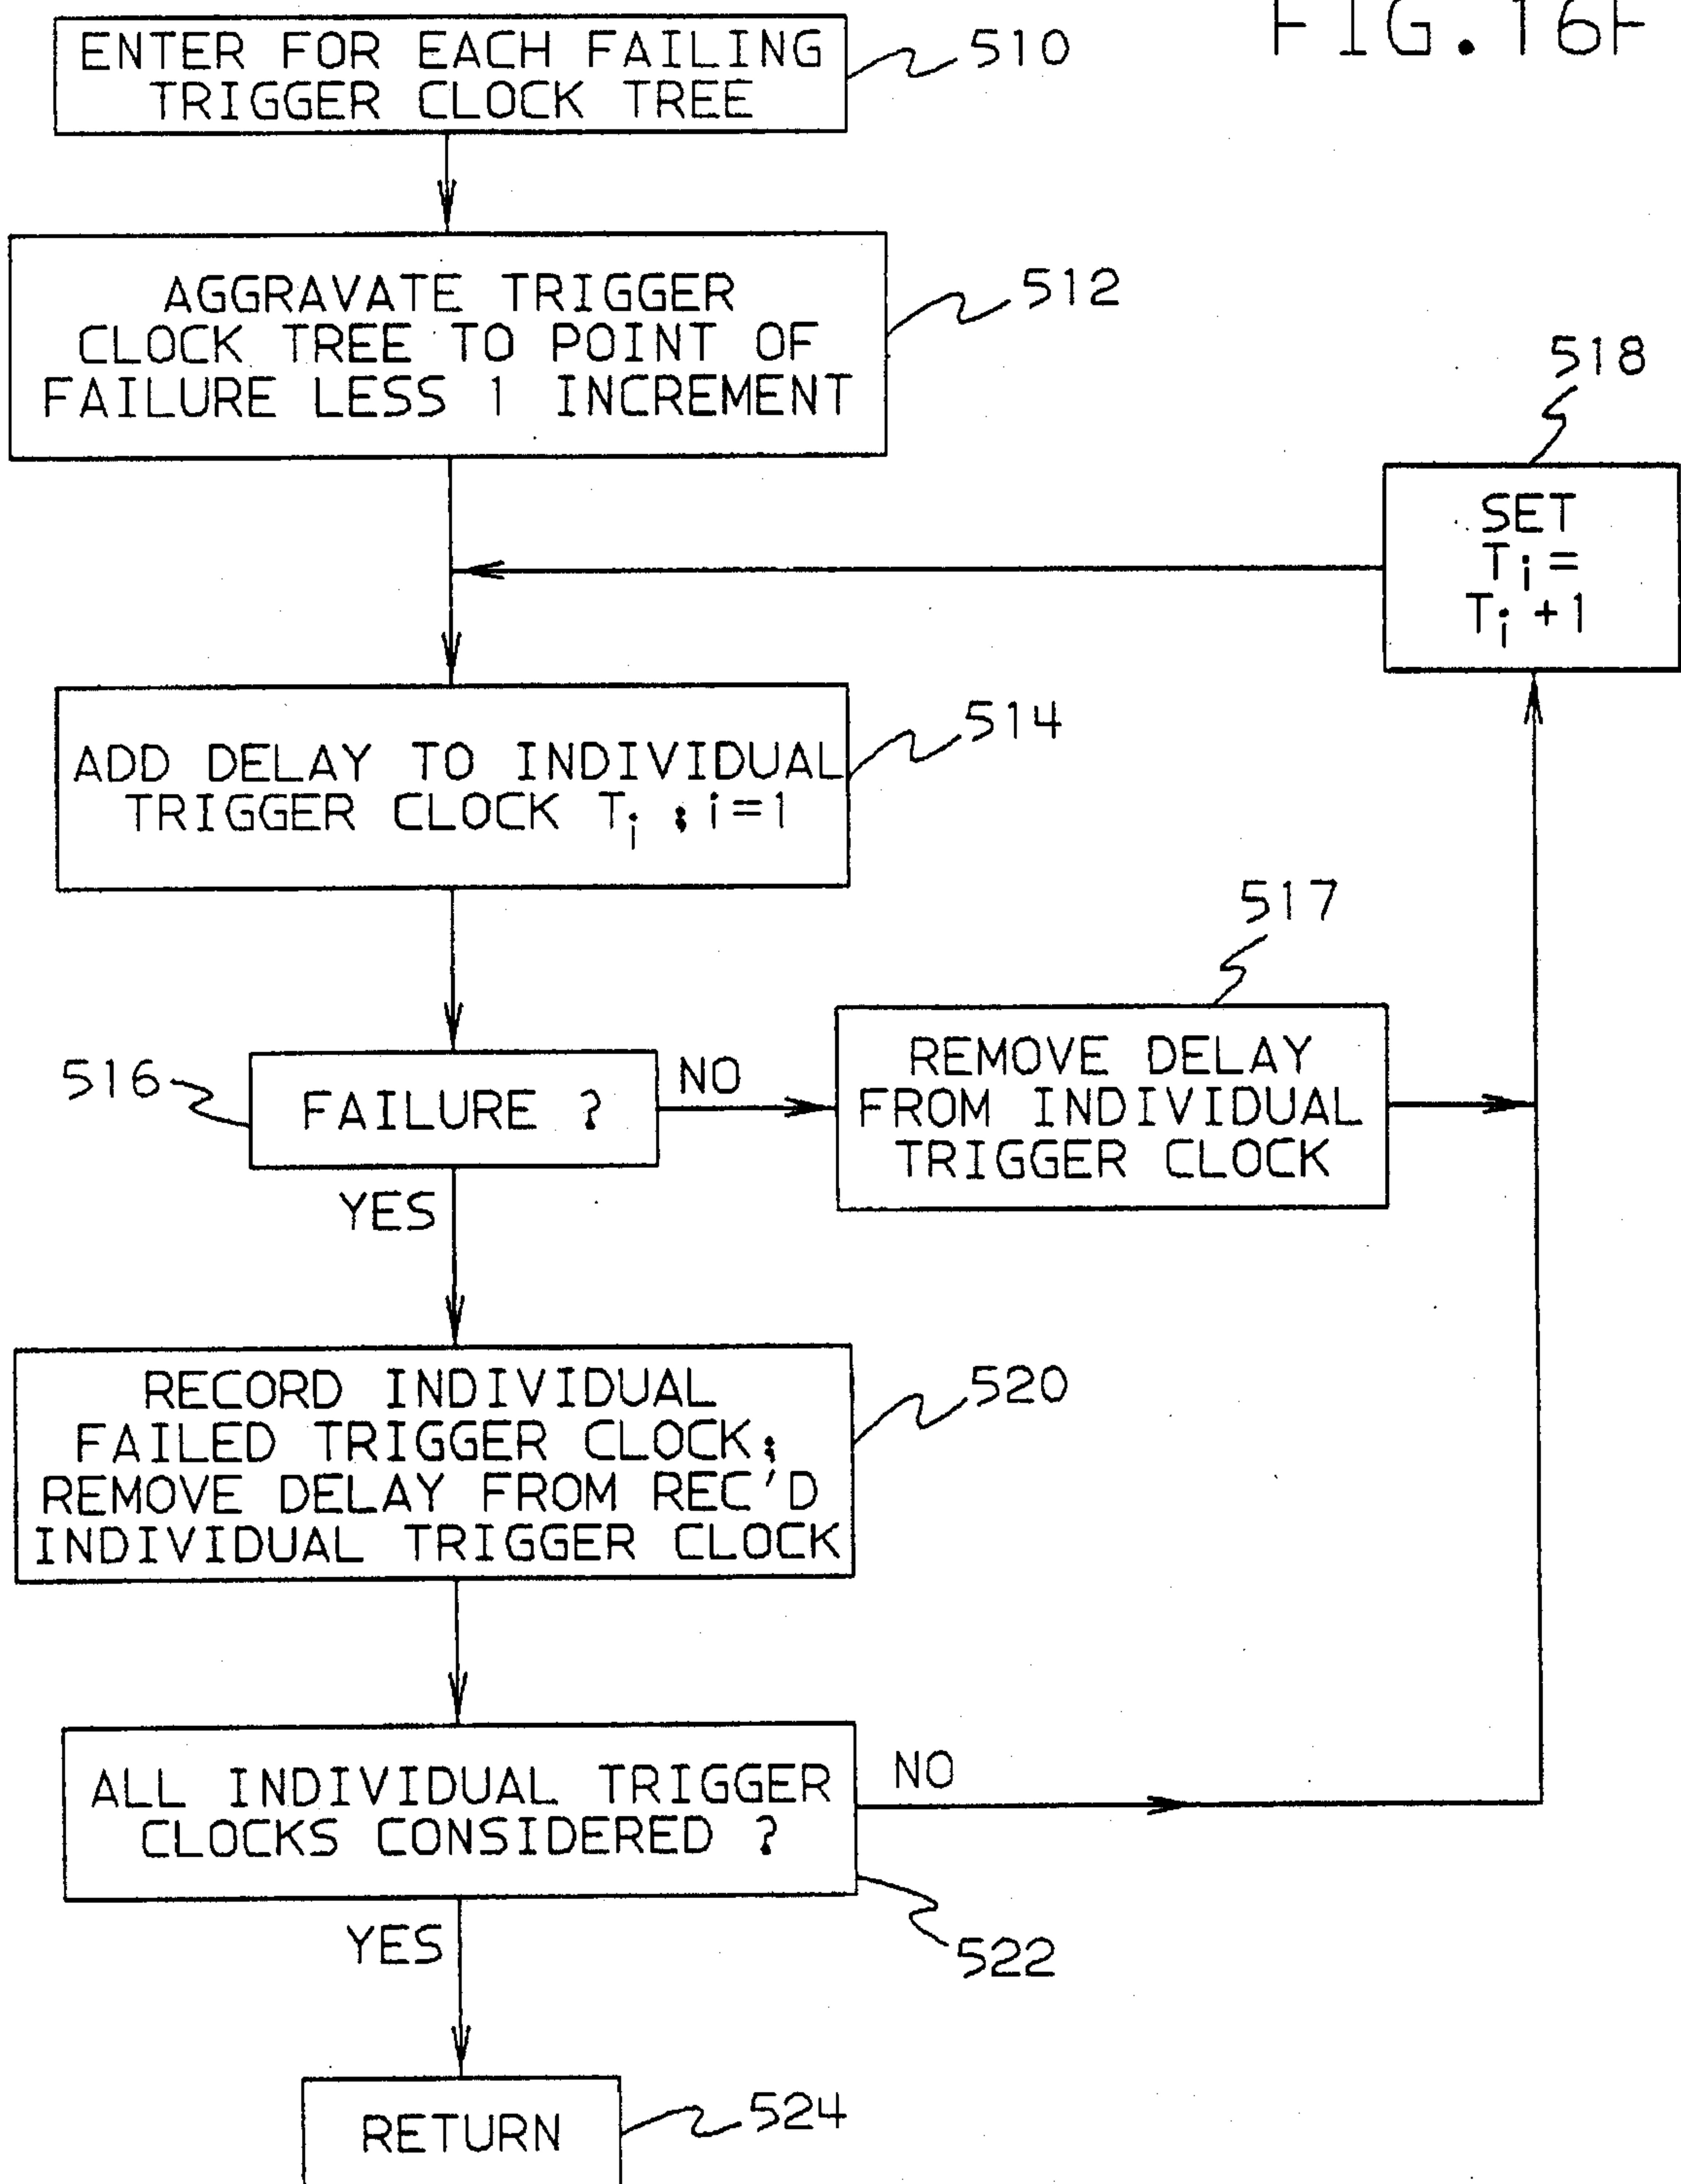 FIG.16F
ENTER FOR EACH FAILING
TRIGGER CLOCK TREE
510
AGGRAVATE TRIGGER
CLOCK TREE TO POINT OF
FAILURE LESS 1 INCREMENT
512
518
SET
Ti =
Ti +1
ADD DELAY TO INDIVIDUAL
TRIGGER CLOCK Ti ; i=1
514
517
516
FAILURE ?
NO
REMOVE DELAY
FROM INDIVIDUAL
TRIGGER CLOCK
YES
RECORD INDIVIDUAL
FAILED TRIGGER CLOCK;
REMOVE DELAY FROM REC'D
INDIVIDUAL TRIGGER CLOCK
520
ALL INDIVIDUAL TRIGGER
CLOCKS CONSIDERED ?
NO
522
YES
RETURN
524